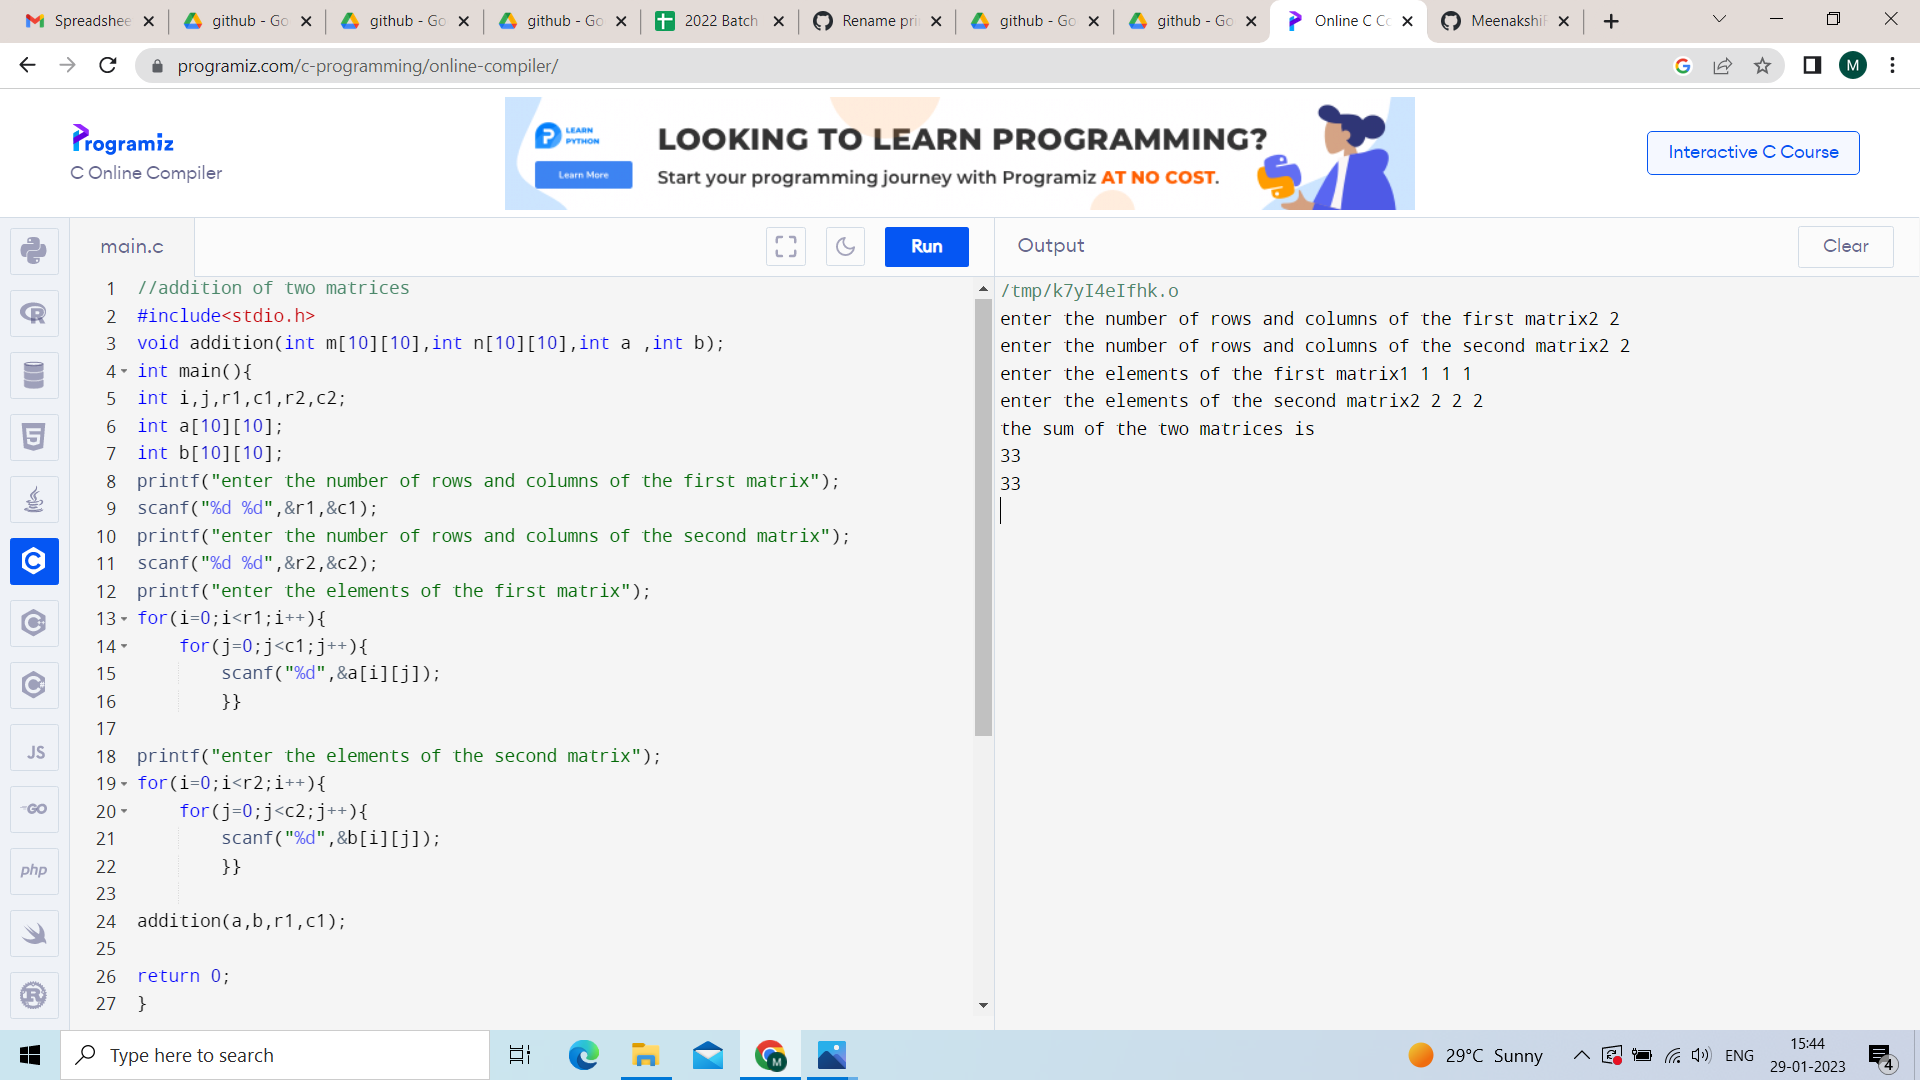 Spreadshee
github - Go
github - Go
github - Go
2022 Batch
Rename pri
github - Go
github - Go
Online C Co
Meenakshi
programiz.com/c-programming/online-compiler/
M
Programiz
C Online Compiler
LEARN PYTHON
Learn More
LOOKING TO LEARN PROGRAMMING?
Start your programming journey with Programiz AT NO COST.
Interactive C Course
main.c
Run
Output
Clear
1 //addition of two matrices
2 #include<stdio.h>
3 void addition(int m[10][10],int n[10][10],int a ,int b);
4 int main(){
5 int i,j,r1,c1,r2,c2;
6 int a[10][10];
7 int b[10][10];
8 printf("enter the number of rows and columns of the first matrix");
9 scanf("%d %d",&r1,&c1);
10 printf("enter the number of rows and columns of the second matrix");
11 scanf("%d %d",&r2,&c2);
12 printf("enter the elements of the first matrix");
13 for(i=0;i<r1;i++){
14 for(j=0;j<c1;j++){
15 scanf("%d",&a[i][j]);
16 }}
17
18 printf("enter the elements of the second matrix");
19 for(i=0;i<r2;i++){
20 for(j=0;j<c2;j++){
21 scanf("%d",&b[i][j]);
22 }}
23
24 addition(a,b,r1,c1);
25
26 return 0;
27 }
/tmp/k7yI4eIfhk.o
enter the number of rows and columns of the first matrix2 2
enter the number of rows and columns of the second matrix2 2
enter the elements of the first matrix1 1 1 1
enter the elements of the second matrix2 2 2 2
the sum of the two matrices is
33
33
JS
GO
php
Type here to search
M
29°C Sunny
ENG
15:44
29-01-2023
4